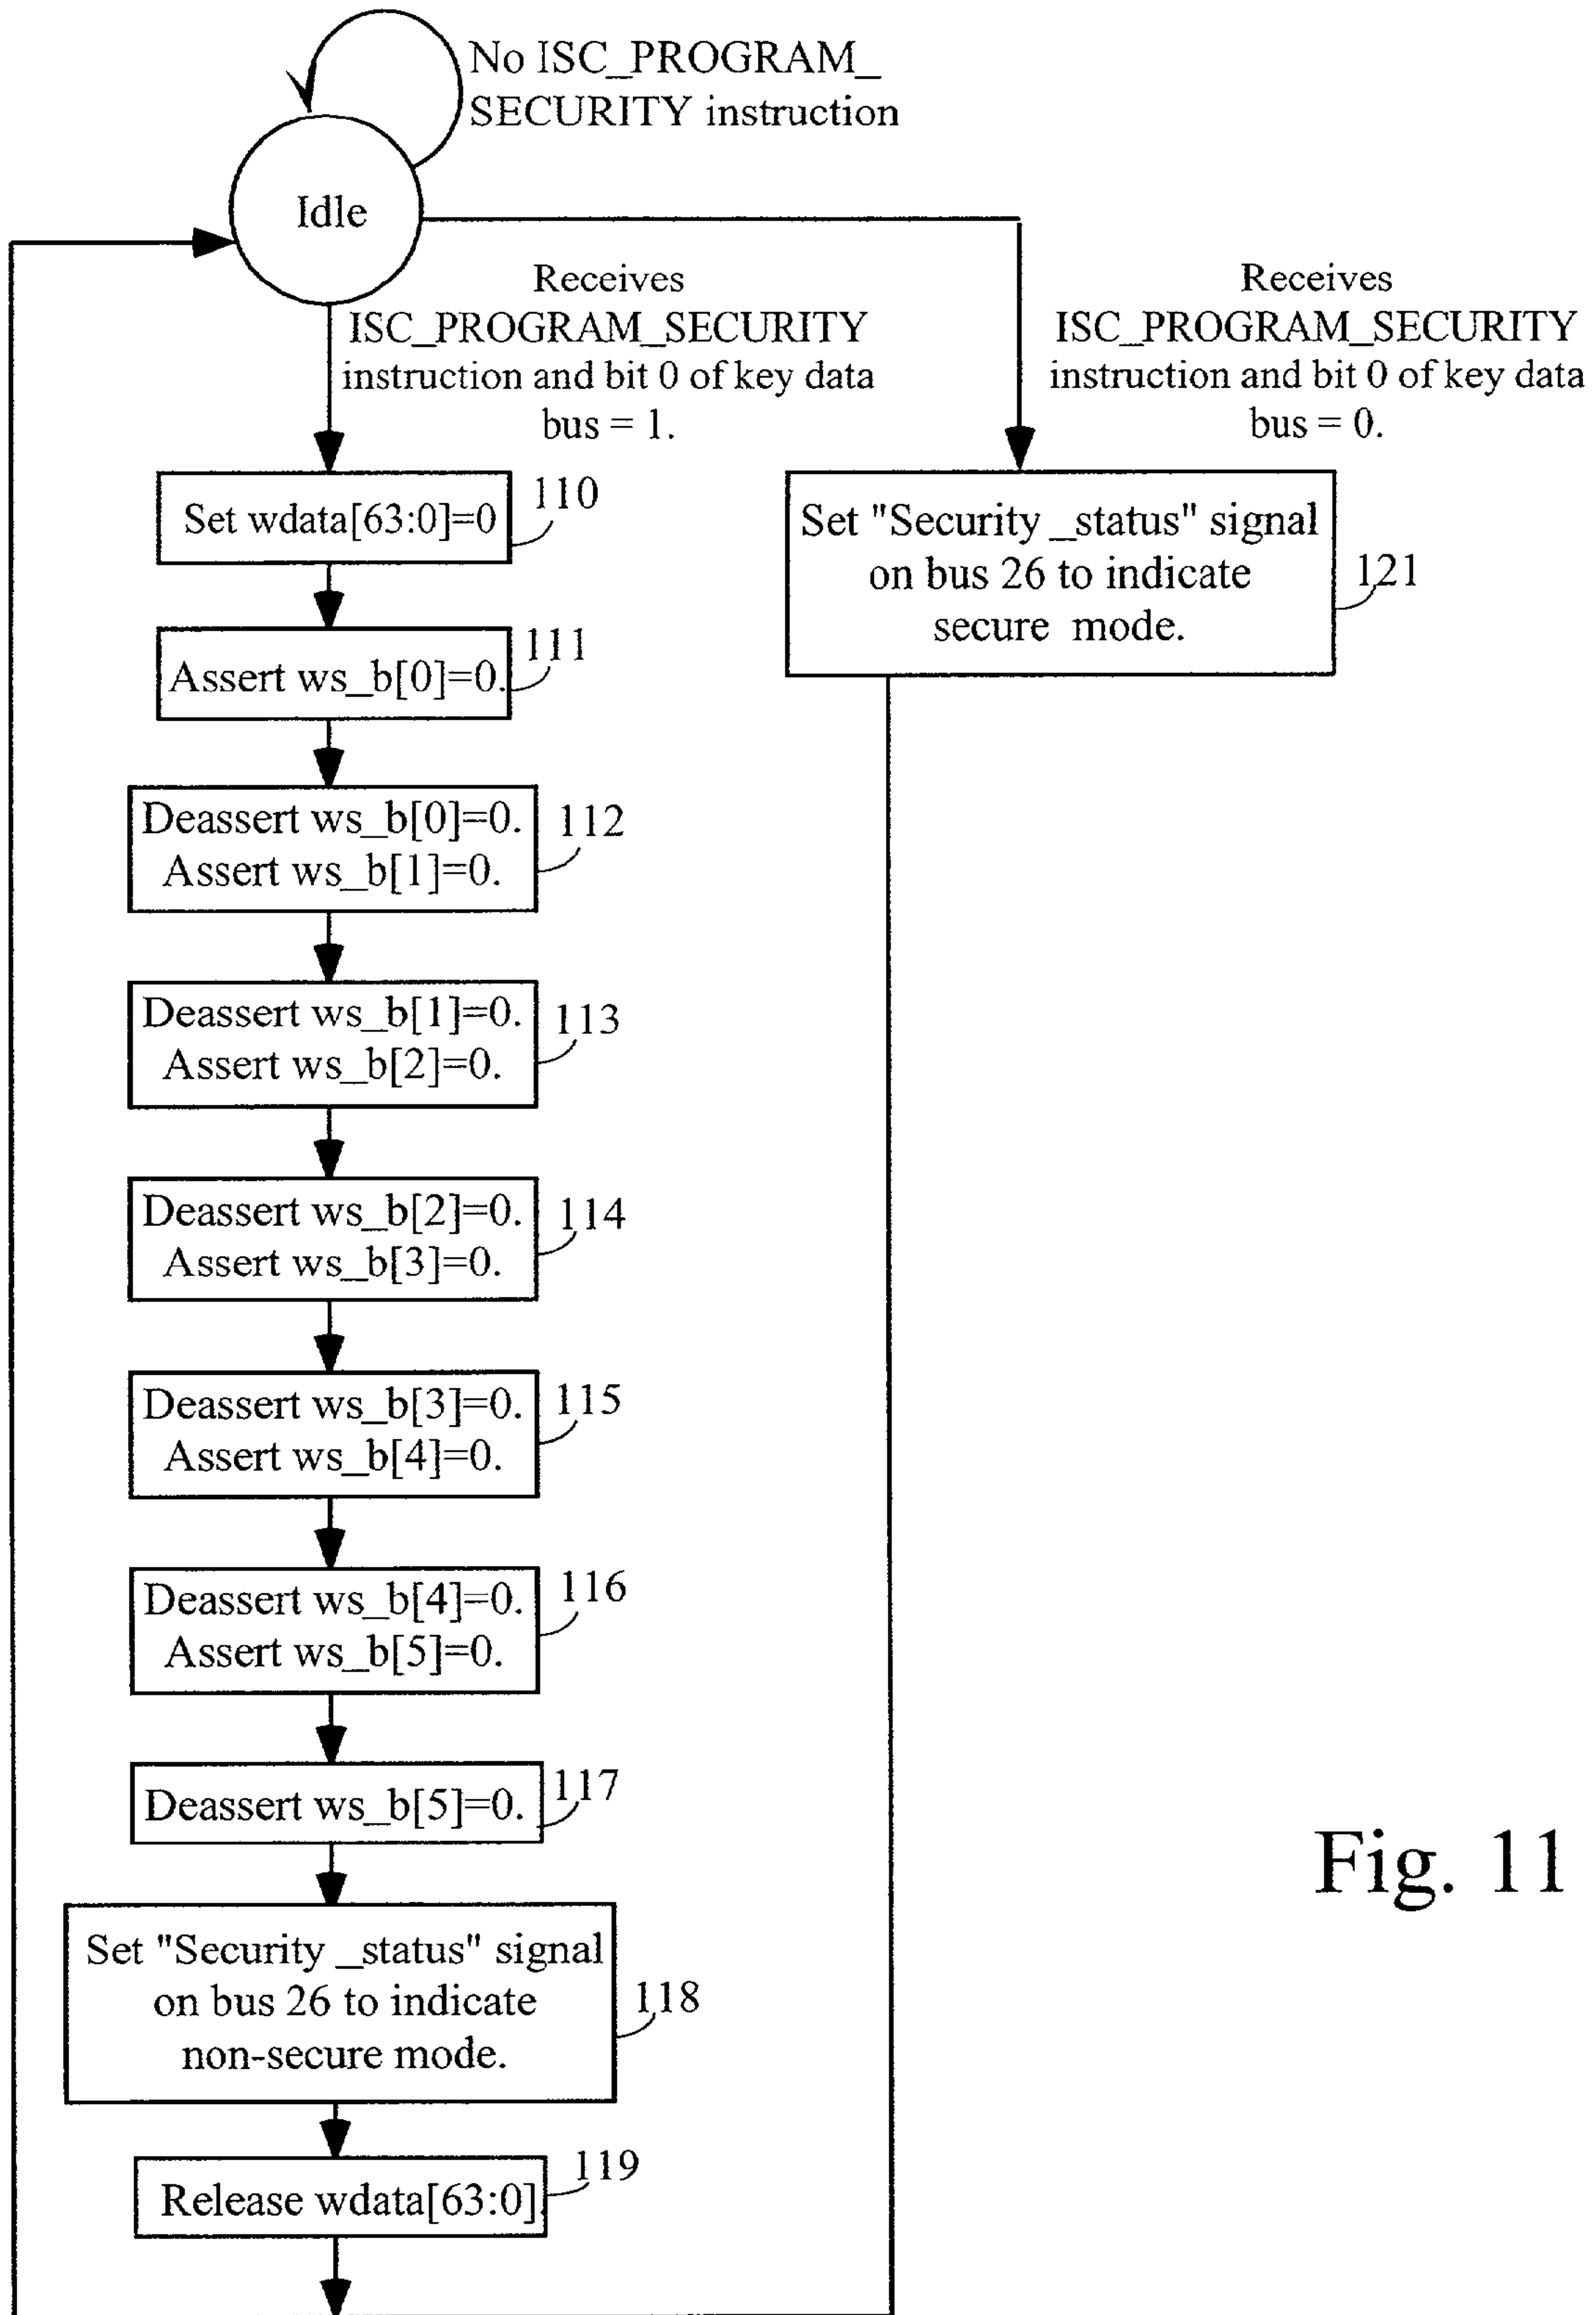 No ISC_PROGRAM_
SECURITY instruction
Idle
Receives
ISC_PROGRAM_SECURITY
instruction and bit 0 of key data
bus = 1.
Receives
ISC_PROGRAM_SECURITY
instruction and bit 0 of key data
bus = 0.
Set wdata[63:0]=0
110
Set "Security _status" signal
on bus 26 to indicate
secure mode.
121
Assert ws_b[0]=0.
111
Deassert ws_b[0]=0.
Assert ws_b[1]=0.
112
Deassert ws_b[1]=0.
Assert ws_b[2]=0.
113
Deassert ws_b[2]=0.
Assert ws_b[3]=0.
114
Deassert ws_b[3]=0.
Assert ws_b[4]=0.
115
Deassert ws_b[4]=0.
Assert ws_b[5]=0.
116
Deassert ws_b[5]=0.
117
Set "Security _status" signal
on bus 26 to indicate
non-secure mode.
118
Release wdata[63:0]
119
Fig. 11